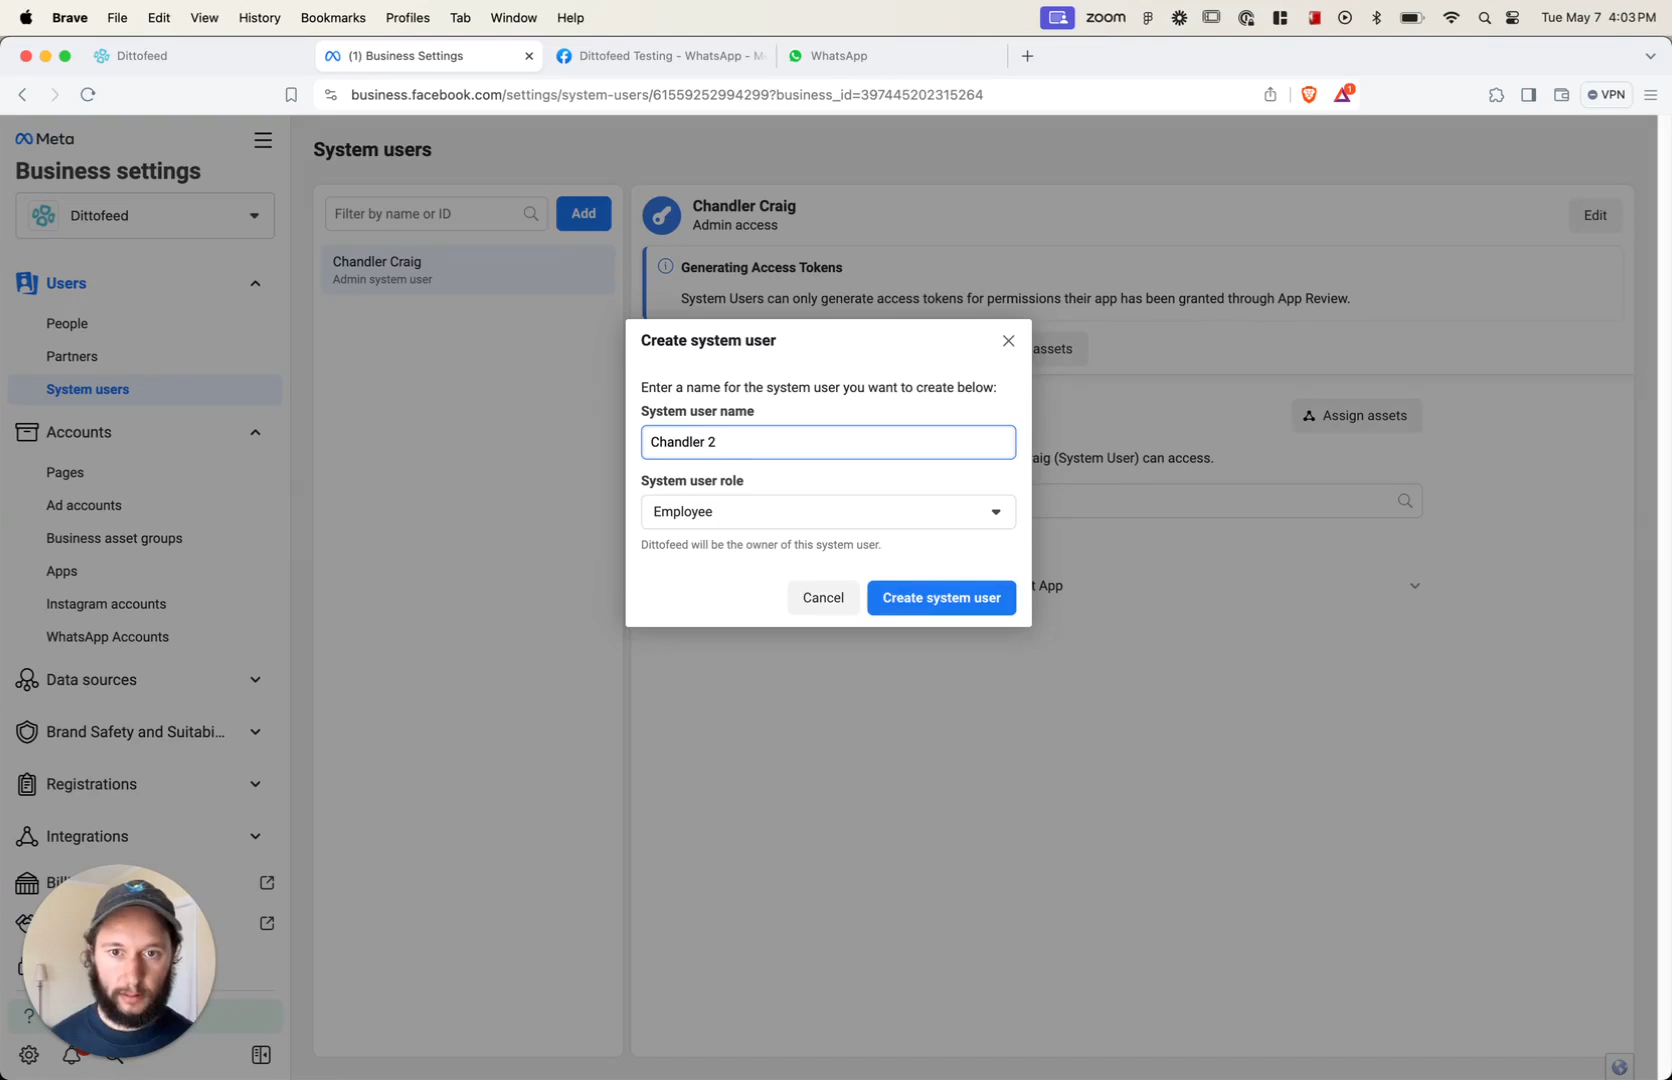 Brave File Edit View History Bookmarks Profiles Tab Window Help zoom Tue May 7 4:03 PM
Dittofeed (1) Business Settings Dittofeed Testing - WhatsApp - M WhatsApp
business.facebook.com/settings/system-users/61559252994299?business_id=397445202315264 1 VPN
Meta
Business settings
Dittofeed
Users
People
Partners
System users
Accounts
Pages
Ad accounts
Business asset groups
Apps
Instagram accounts
WhatsApp Accounts
Data sources
Brand Safety and Suitabi...
Registrations
Integrations
System users
Filter by name or ID
Add
Chandler Craig
Admin system user
Chandler Craig
Admin access
Edit
Generating Access Tokens
System Users can only generate access tokens for permissions their app has been granted through App Review.
assets
Assign assets
aig (System User) can access.
t App
Create system user
Enter a name for the system user you want to create below:
System user name
Chandler 2
System user role
Employee
Dittofeed will be the owner of this system user.
Cancel
Create system user